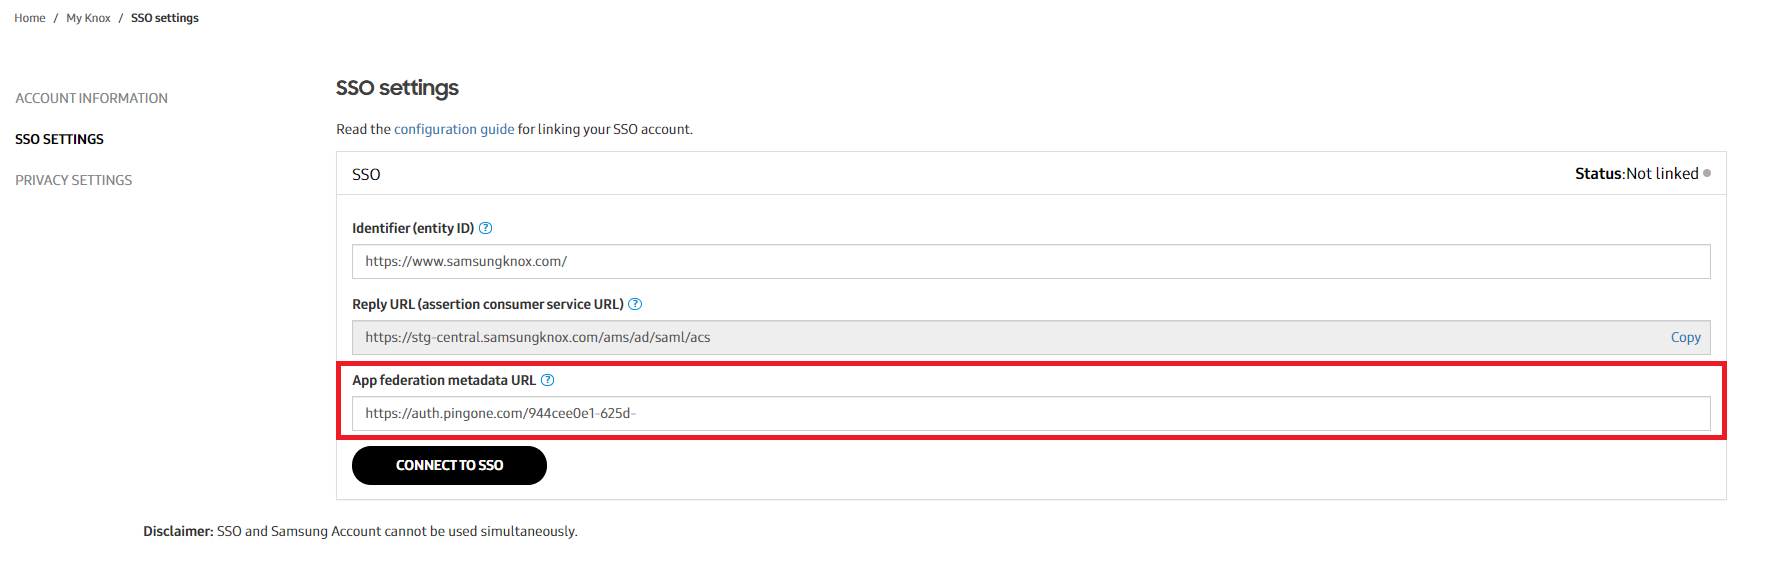 Home / My Knox / SSO settings
ACCOUNT INFORMATION
SSO SETTINGS
PRIVACY SETTINGS
SSO settings
Read the configuration guide for linking your SSO account.
SSO
Status:Not linked
Identifier (entity ID) ?
https://www.samsungknox.com/
Reply URL (assertion consumer service URL) ?
https://stg-central.samsungknox.com/ams/ad/saml/acs
Copy
App federation metadata URL ?
https://auth.pingone.com/944cee0e1-625d-
CONNECT TO SSO
Disclaimer: SSO and Samsung Account cannot be used simultaneously.